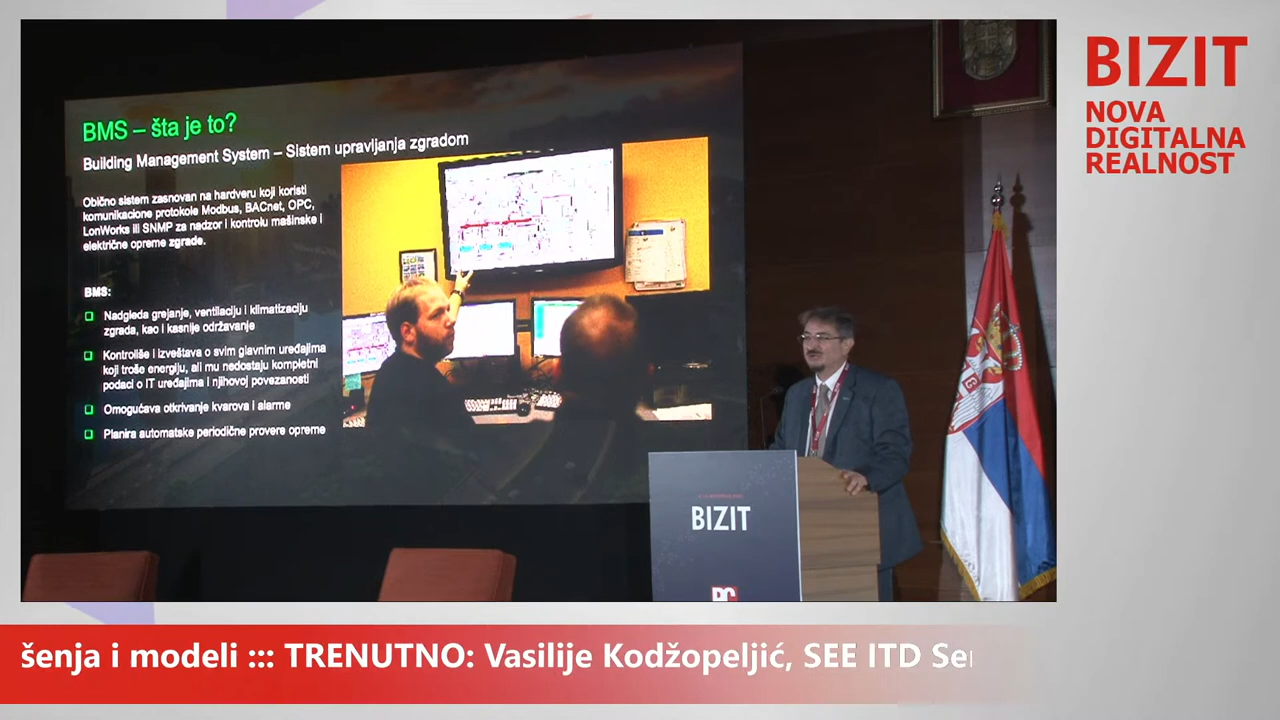 BMS – šta je to?
Building Management System – Sistem upravljanja zgradom
Obično sistem zasnovan na hardveru koji koristi
komunikacione protokole Modbus, BACnet, OPC,
LonWorks ili SNMP za nadzor i kontrolu mašinske i
električne opreme zgrade.
BMS:
Nadgleda grejanje, ventilaciju i klimatizaciju
zgrada, kao i kasnije održavanje
Kontroliše i izveštava o svim glavnim uređajima
koji troše energiju, ali mu nedostaju kompletni
podaci o IT uređajima i njihovoj povezanosti
Omogućava otkrivanje kvarova i alarme
Planira automatske periodične provere opreme
BIZIT
PC
BIZIT
NOVA
DIGITALNA
REALNOST
šenja i modeli ::: TRENUTNO: Vasilije Kodžopeljić, SEE ITD Se